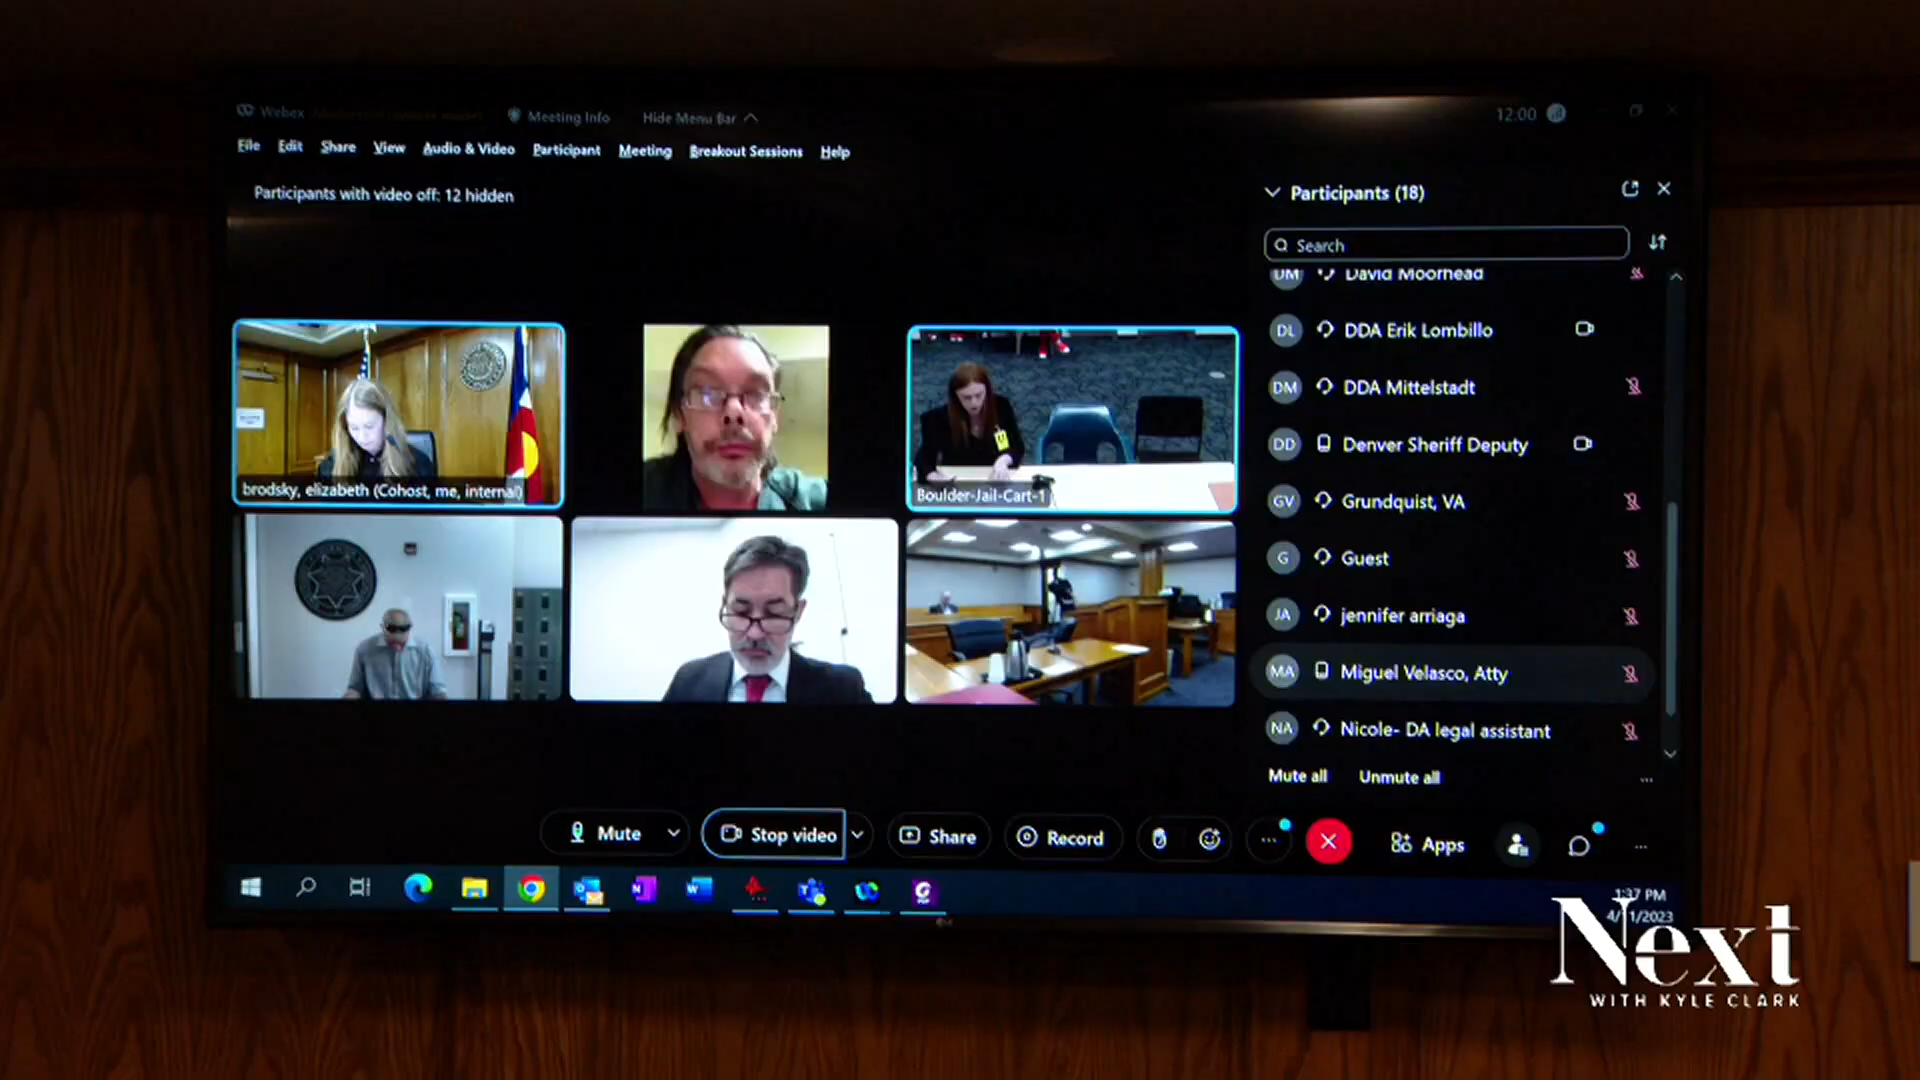 Webex
Meeting Info
Hide Menu Bar
12:00
File Edit Share View Audio & Video Participant Meeting Breakout Sessions Help
Participants with video off: 12 hidden
Participants (18)
Search
DM David Moorhead
DL DDA Erik Lombillo
DM DDA Mittelstadt
DD Denver Sheriff Deputy
GV Grundquist, VA
G Guest
JA jennifer arriaga
MA Miguel Velasco, Atty
NA Nicole- DA legal assistant
Mute all Unmute all
brodsky, elizabeth (Cohost, me, internal)
Boulder-Jail-Cart-1
Mute
Stop video
Share
Record
Apps
1:37 PM
Next
WITH KYLE CLARK